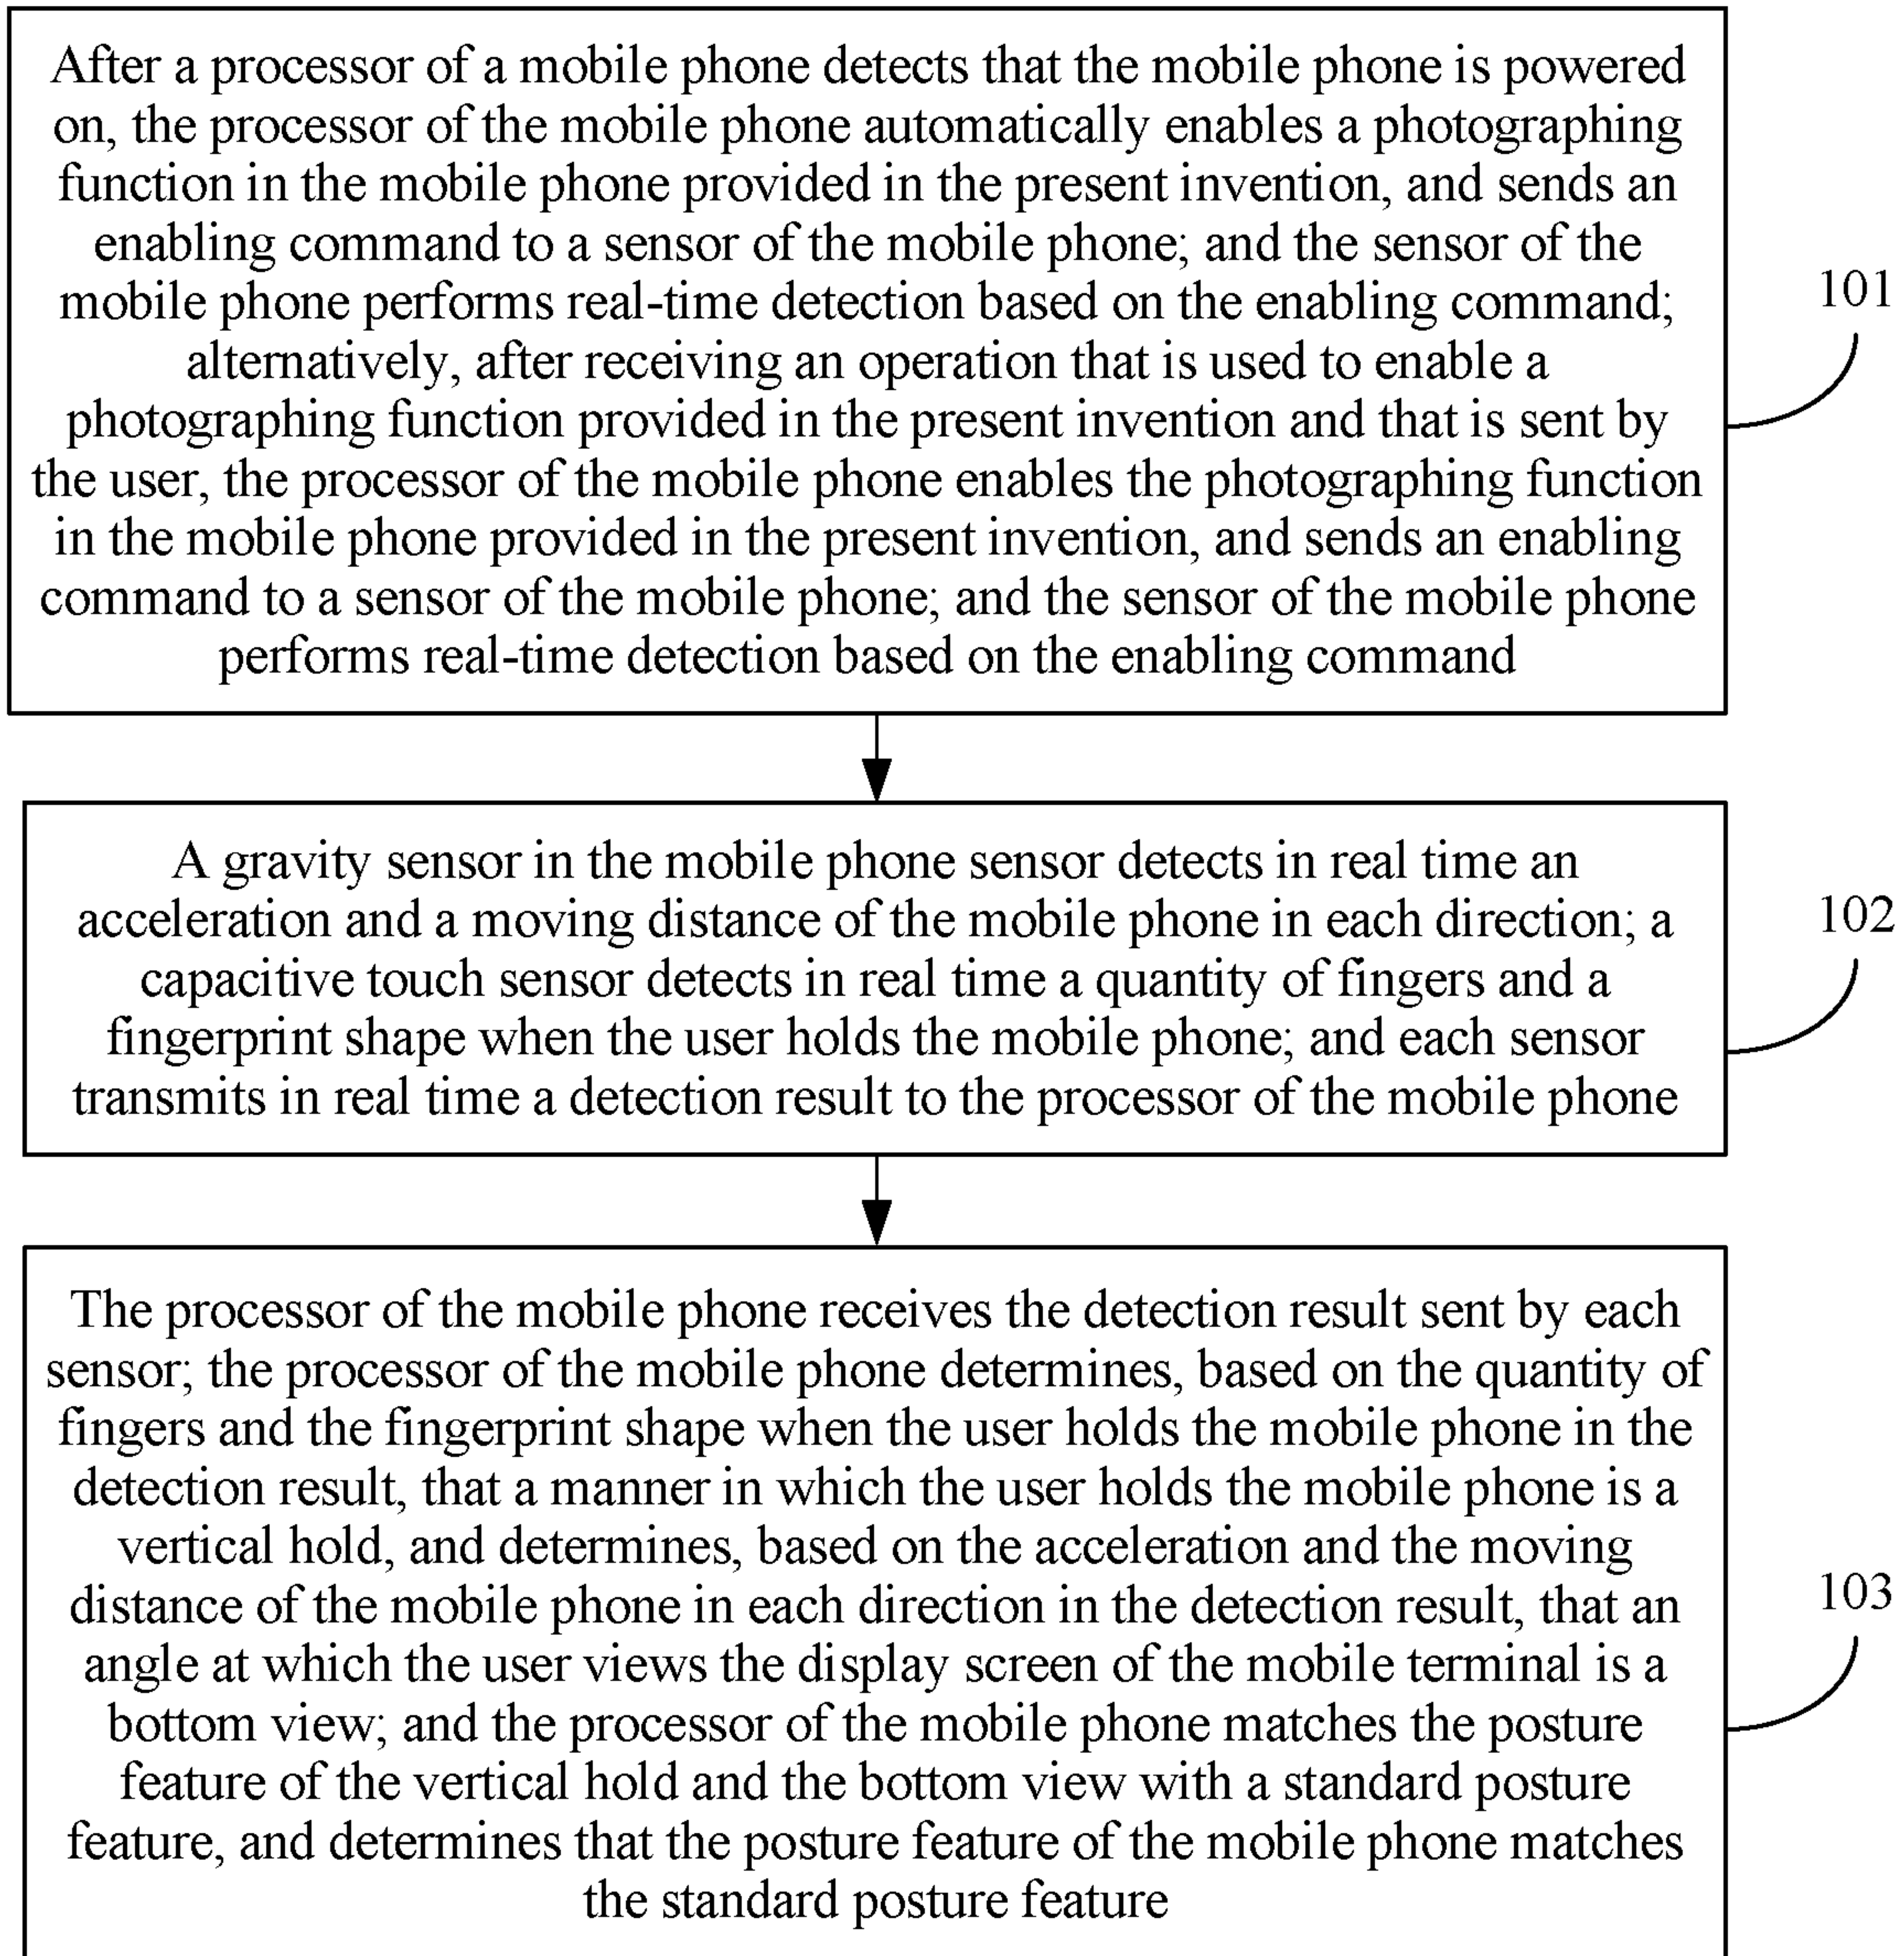 After a processor of a mobile phone detects that the mobile phone is powered
on, the processor of the mobile phone automatically enables a photographing
function in the mobile phone provided in the present invention, and sends an
enabling command to a sensor of the mobile phone; and the sensor of the
mobile phone performs real-time detection based on the enabling command;
alternatively, after receiving an operation that is used to enable a
photographing function provided in the present invention and that is sent by
the user, the processor of the mobile phone enables the photographing function
in the mobile phone provided in the present invention, and sends an enabling
command to a sensor of the mobile phone; and the sensor of the mobile phone
performs real-time detection based on the enabling command
101
A gravity sensor in the mobile phone sensor detects in real time an
acceleration and a moving distance of the mobile phone in each direction; a
capacitive touch sensor detects in real time a quantity of fingers and a
fingerprint shape when the user holds the mobile phone; and each sensor
transmits in real time a detection result to the processor of the mobile phone
102
The processor of the mobile phone receives the detection result sent by each
sensor; the processor of the mobile phone determines, based on the quantity of
fingers and the fingerprint shape when the user holds the mobile phone in the
detection result, that a manner in which the user holds the mobile phone is a
vertical hold, and determines, based on the acceleration and the moving
distance of the mobile phone in each direction in the detection result, that an
angle at which the user views the display screen of the mobile terminal is a
bottom view; and the processor of the mobile phone matches the posture
feature of the vertical hold and the bottom view with a standard posture
feature, and determines that the posture feature of the mobile phone matches
the standard posture feature
103